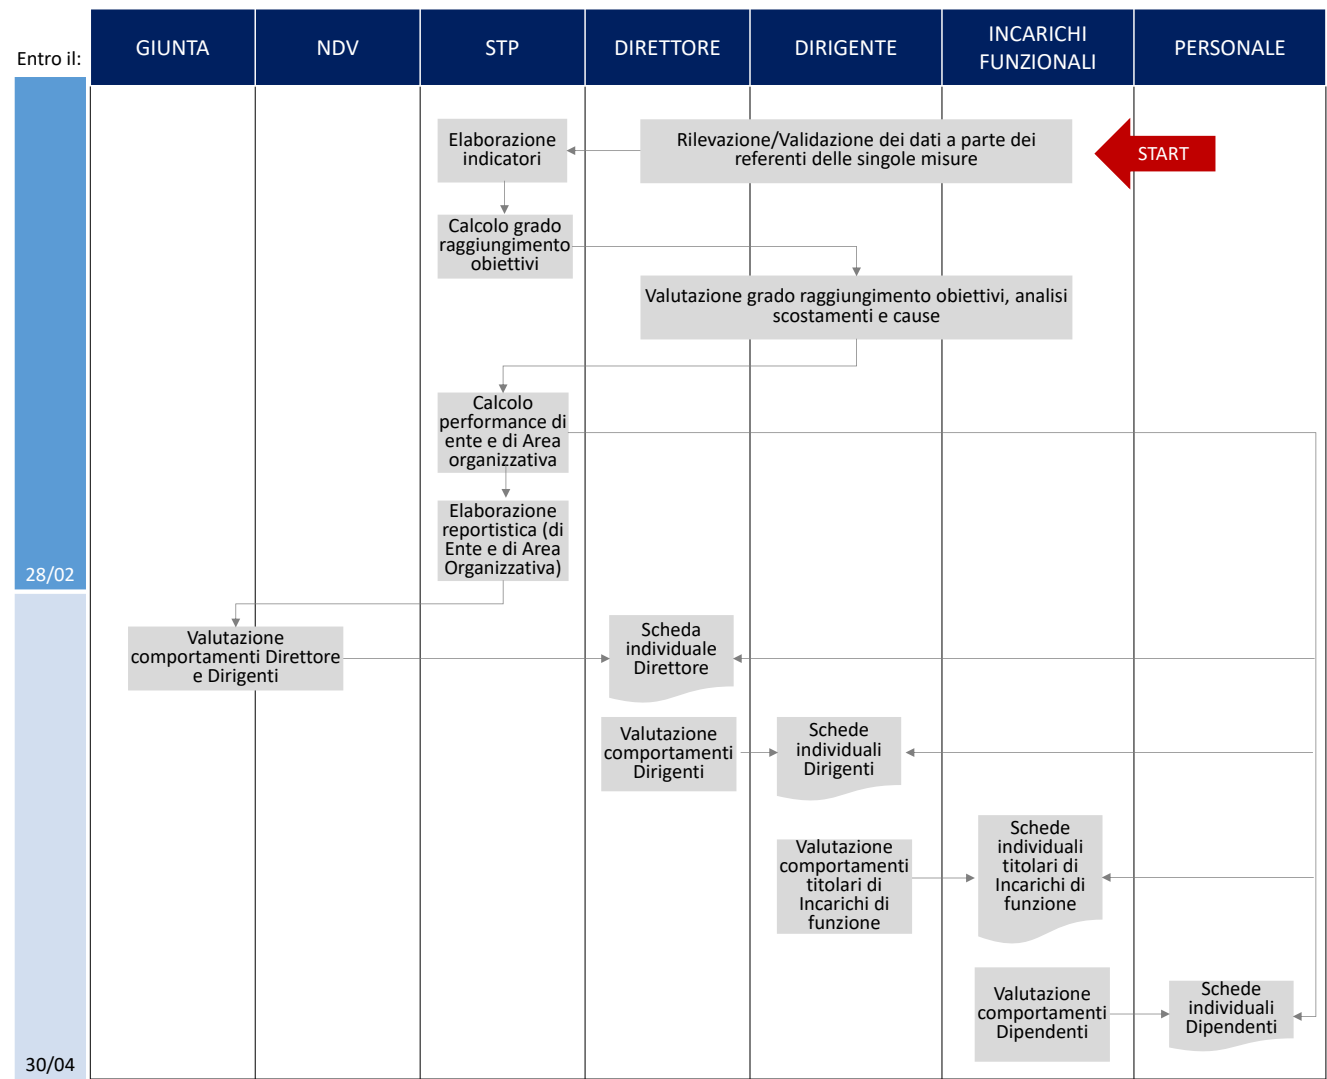 Entro il:
GIUNTA
NDV
STP
DIRETTORE
DIRIGENTE
INCARICHI
FUNZIONALI
PERSONALE
Elaborazione
indicatori
Rilevazione/Validazione dei dati a parte dei
referenti delle singole misure
START
Calcolo grado
raggiungimento
obiettivi
Valutazione grado raggiungimento obiettivi, analisi
scostamenti e cause
Calcolo
performance di
ente e di Area
organizzativa
Elaborazione
reportistica (di
Ente e di Area
Organizzativa)
28/02
Valutazione
comportamenti Direttore
e Dirigenti
Scheda
individuale
Direttore
Valutazione
comportamenti
Dirigenti
Schede
individuali
Dirigenti
Valutazione
comportamenti
titolari di
Incarichi di
funzione
Schede
individuali
titolari di
Incarichi di
funzione
Valutazione
comportamenti
Dipendenti
Schede
individuali
Dipendenti
30/04